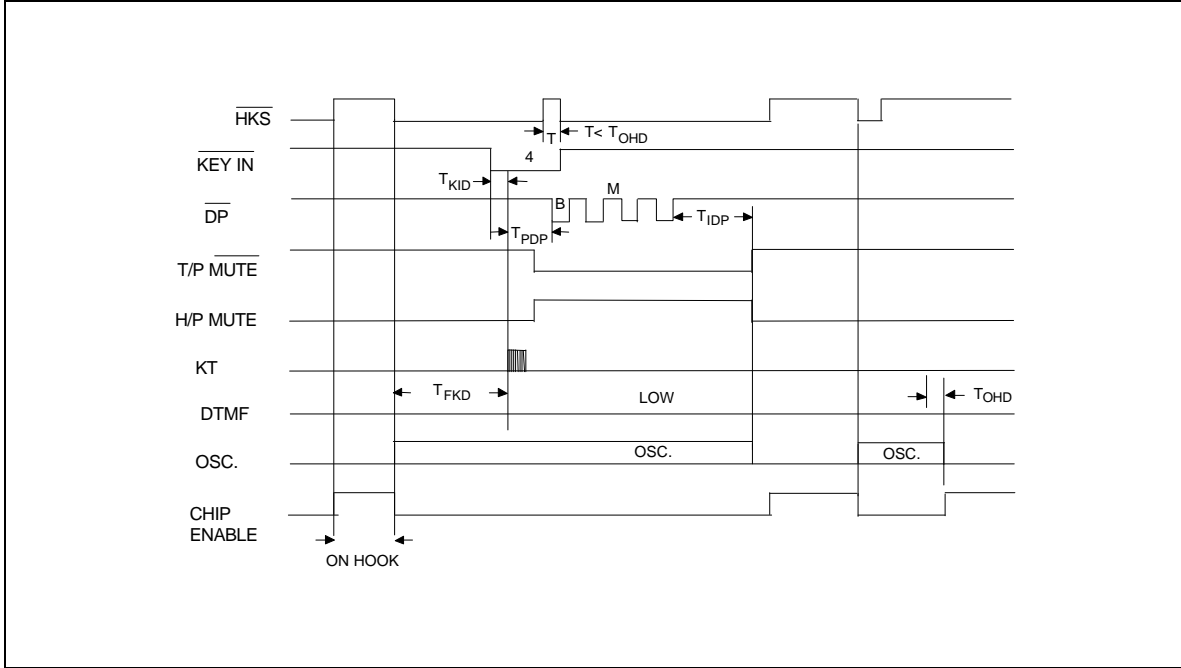 HKS
T T< TOHD
KEY IN
4
TKID
B M
DP
TIDP
TPDP
T/P MUTE
H/P MUTE
KT
TFKD
LOW
TOHD
DTMF
OSC.
OSC.
OSC.
CHIP
ENABLE
ON HOOK